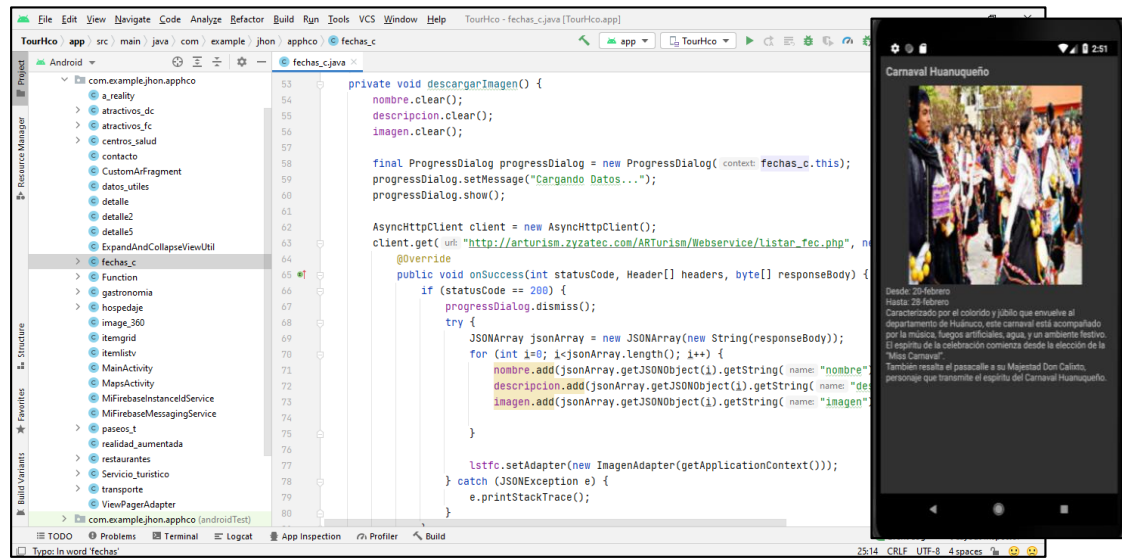 File Edit View Navigate Code Analyze Refactor Build Run Tools VCS Window Help TourHco - fechas_c.java [TourHco.app]
TourHco app src main java com example jhon apphco fechas_c app TourHco
Project
Resource Manager
Structure
Favorites
Build Variants
Android
com.example.jhon.apphco
a_reality
atractivos_dc
atractivos_fc
centros_salud
contacto
CustomArFragment
datos_utiles
detalle
detalle2
detalle5
ExpandAndCollapseViewUtil
fechas_c
Function
gastronomia
hospedaje
image_360
itemgrid
itemlistv
MainActivity
MapsActivity
MiFirebaseInstanceIdService
MiFirebaseMessagingService
paseos_t
realidad_aumentada
restaurantes
Servicio_turistico
transporte
ViewPagerAdapter
com.example.jhon.apphco (androidTest)
fechas_c.java
53 private void descargarImagen() {
54 nombre.clear();
55 descripcion.clear();
56 imagen.clear();
57
58 final ProgressDialog progressDialog = new ProgressDialog( context: fechas_c.this);
59 progressDialog.setMessage("Cargando Datos...");
60 progressDialog.show();
61
62 AsyncHttpClient client = new AsyncHttpClient();
63 client.get( url: "http://arturism.zyzatec.com/ARTurism/Webservice/listar_fec.php", ne
64 @Override
65 public void onSuccess(int statusCode, Header[] headers, byte[] responseBody) {
66 if (statusCode == 200) {
67 progressDialog.dismiss();
68 try {
69 JSONArray jsonArray = new JSONArray(new String(responseBody));
70 for (int i=0; i<jsonArray.length(); i++) {
71 nombre.add(jsonArray.getJSONObject(i).getString( name: "nombre")
72 descripcion.add(jsonArray.getJSONObject(i).getString( name: "des
73 imagen.add(jsonArray.getJSONObject(i).getString( name: "imagen")
74
75 }
76
77 lstfc.setAdapter(new ImagenAdapter(getApplicationContext()));
78 } catch (JSONException e) {
79 e.printStackTrace();
80 }
TODO Problems Terminal Logcat App Inspection Profiler Build
Typo: In word 'fechas' 25:14 CRLF UTF-8 4 spaces
2:51
Carnaval Huanuqueño
Desde: 20-febrero
Hasta: 28-febrero
Caracterizado por el colorido y júbilo que envuelve al
departamento de Huánuco, este carnaval está acompañado
por la música, fuegos artificiales, agua, y un ambiente festivo.
El espíritu de la celebración comienza desde la elección de la
"Miss Carnaval".
También resalta el pasacalle a su Majestad Don Calixto,
personaje que transmite el espíritu del Carnaval Huanuqueño.